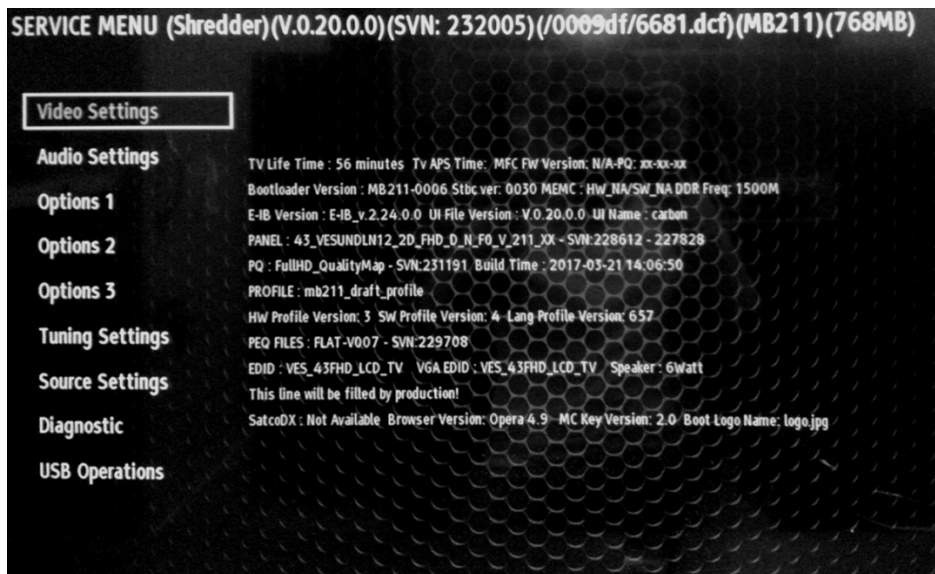 SERVICE MENU (Shredder)(V.0.20.0.0)(SVN: 232005)(/0009df/6681.dcf)(MB211)(768MB)
Video Settings
Audio Settings
Options 1
Options 2
Options 3
Tuning Settings
Source Settings
Diagnostic
USB Operations
TV Life Time : 56 minutes Tv APS Time: MFC FW Version: N/A-PQ: xx-xx-xx
Bootloader Version : MB211-0006 Stbc ver: 0030 MEMC : HW_NA/SW_NA DDR Freq: 1500M
E-IB Version : E-IB_v.2.24.0.0 UI File Version : V.0.20.0.0 UI Name : carbon
PANEL : 43_VESUNDLN12_2D_FHD_D_N_F0_V_211_XX - SVN:228612 - 227828
PQ : FullHD_QualityMap - SVN:231191 Build Time : 2017-03-21 14:06:50
PROFILE : mb211_draft_profile
HW Profile Version: 3 SW Profile Version: 4 Lang Profile Version: 657
PEQ FILES : FLAT-V007 - SVN:229708
EDID : VES_43FHD_LCD_TV VGA EDID : VES_43FHD_LCD_TV Speaker : 6Watt
This line will be filled by production!
SatcoDX : Not Available Browser Version: Opera 4.9 MC Key Version: 2.0 Boot Logo Name: logo.jpg